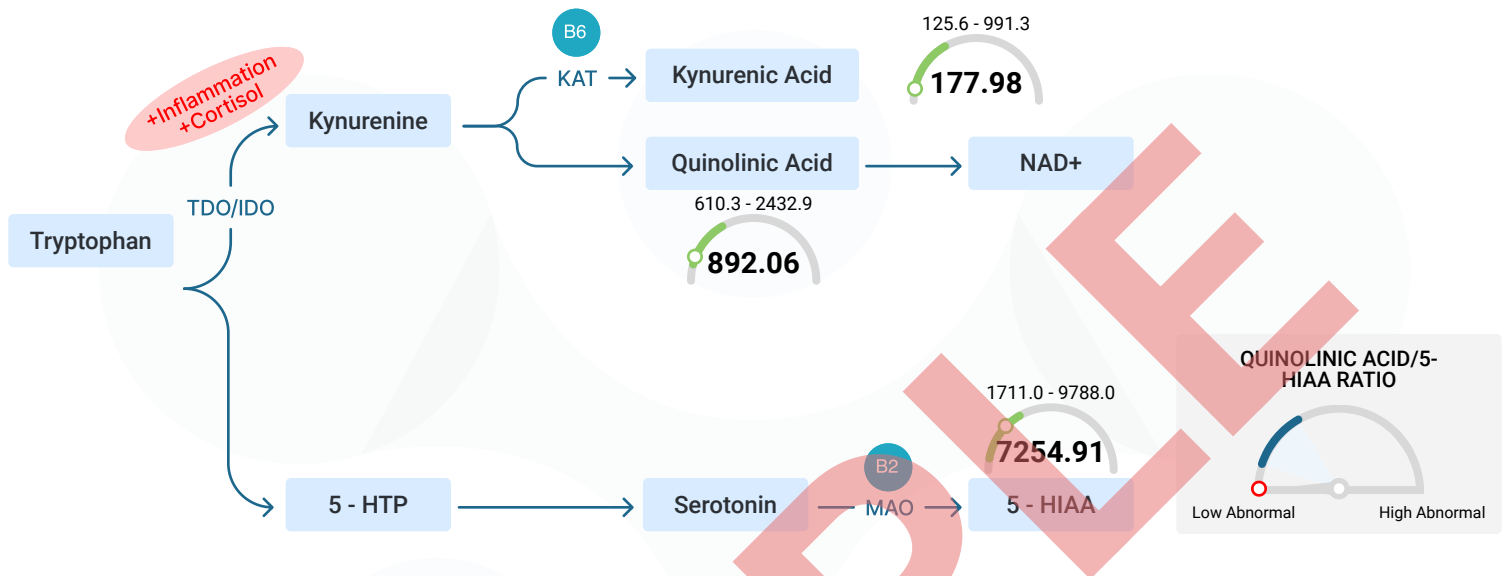 B6
125.6 - 991.3
+Inflammation
+Cortisol
KAT
Kynurenic Acid
177.98
Kynurenine
Quinolinic Acid
NAD+
TDO/IDO
610.3 - 2432.9
892.06
Tryptophan
QUINOLINIC ACID/5-
HIAA RATIO
1711.0 - 9788.0
7254.91
B2
5 - HTP
Serotonin
MAO
5 - HIAA
Low Abnormal
High Abnormal
PLE